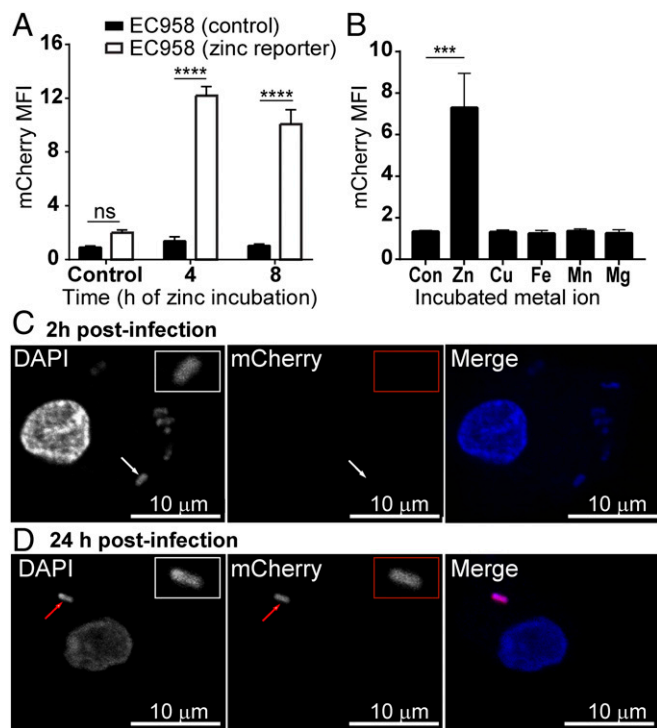 A
EC958 (control)
EC958 (zinc reporter)
mCherry MFI
16
12
8
4
0
ns
****
****
Control 4 8
Time (h of zinc incubation)
B
mCherry MFI
10
8
6
4
2
0
***
Con Zn Cu Fe Mn Mg
Incubated metal ion
C 2h post-infection
DAPI mCherry Merge
10 μm 10 μm 10 μm
D 24 h post-infection
DAPI mCherry Merge
10 μm 10 μm 10 μm